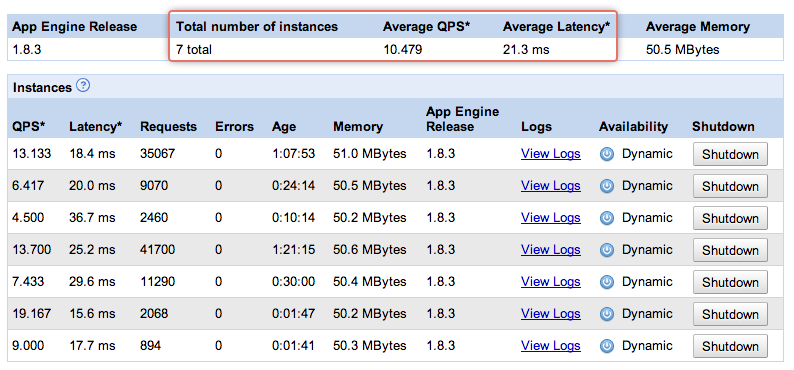 App Engine Release Total number of instances Average QPS* Average Latency* Average Memory
1.8.3 7 total 10.479 21.3 ms 50.5 MBytes
Instances ?
QPS* Latency* Requests Errors Age Memory App Engine Release Logs Availability Shutdown
13.133 18.4 ms 35067 0 1:07:53 51.0 MBytes 1.8.3 View Logs Dynamic Shutdown
6.417 20.0 ms 9070 0 0:24:14 50.5 MBytes 1.8.3 View Logs Dynamic Shutdown
4.500 36.7 ms 2460 0 0:10:14 50.2 MBytes 1.8.3 View Logs Dynamic Shutdown
13.700 25.2 ms 41700 0 1:21:15 50.6 MBytes 1.8.3 View Logs Dynamic Shutdown
7.433 29.6 ms 11290 0 0:30:00 50.4 MBytes 1.8.3 View Logs Dynamic Shutdown
19.167 15.6 ms 2068 0 0:01:47 50.2 MBytes 1.8.3 View Logs Dynamic Shutdown
9.000 17.7 ms 894 0 0:01:41 50.3 MBytes 1.8.3 View Logs Dynamic Shutdown